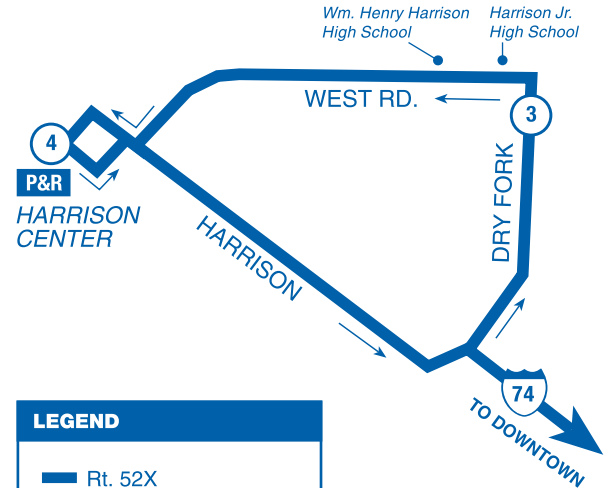 Wm. Henry Harrison
High School
Harrison Jr.
High School
WEST RD.
3
4
P&R
HARRISON
CENTER
DRY FORK
HARRISON
74
TO DOWNTOWN
LEGEND
Rt. 52X